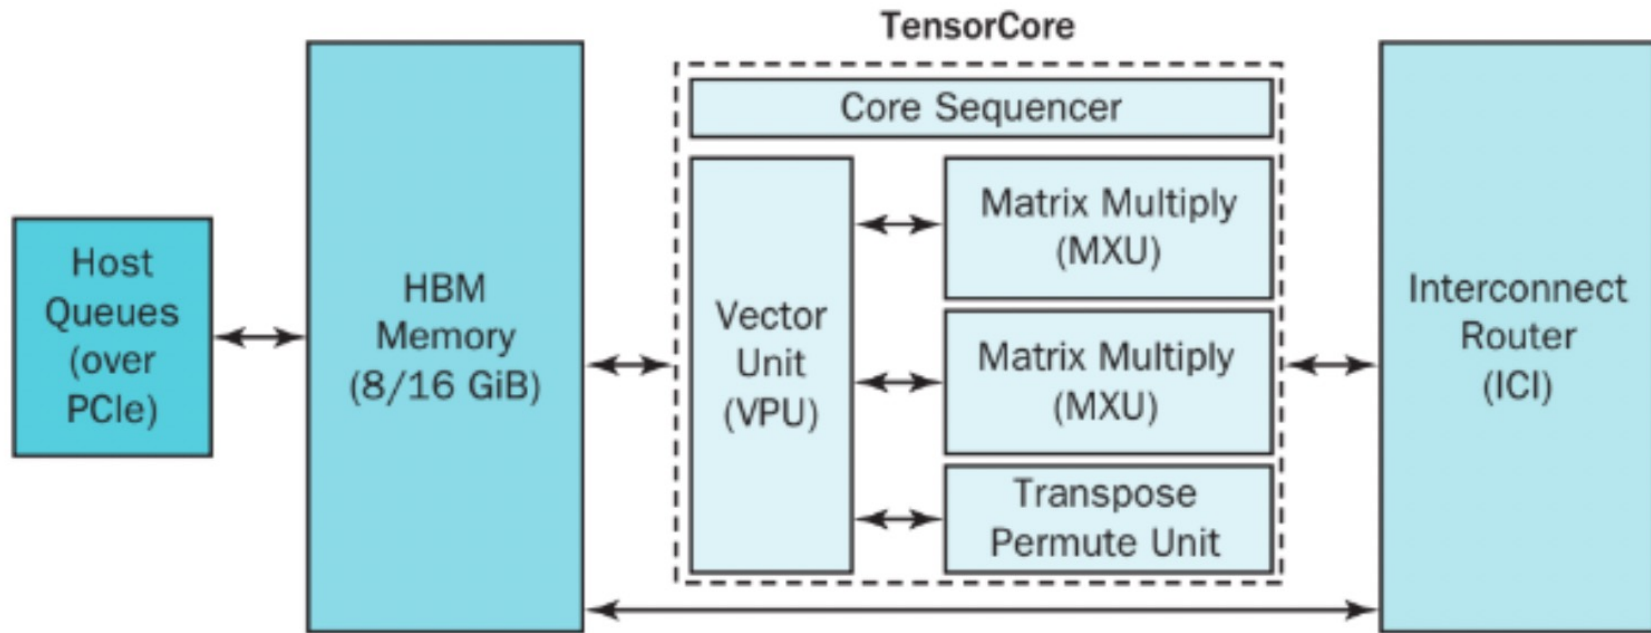 TensorCore
Host
Queues
(over
PCIe)
HBM
Memory
(8/16 GiB)
Core Sequencer
Vector
Unit
(VPU)
Matrix Multiply
(MXU)
Matrix Multiply
(MXU)
Transpose
Permute Unit
Interconnect
Router
(ICI)